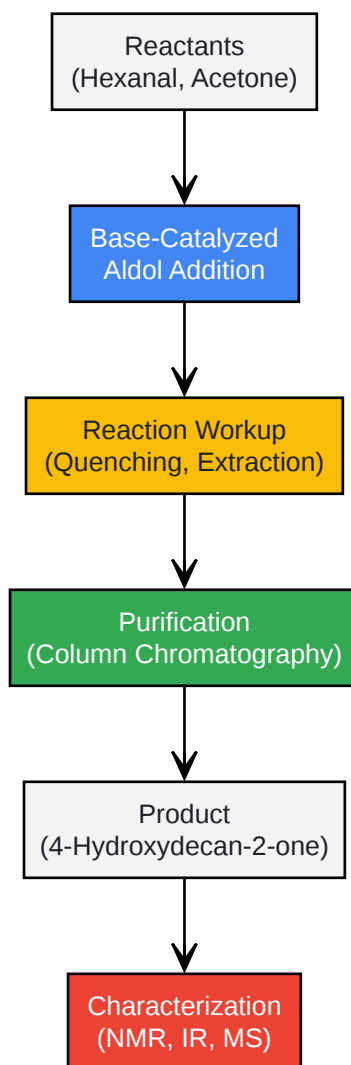 Reactants
(Hexanal, Acetone)
Base-Catalyzed
Aldol Addition
Reaction Workup
(Quenching, Extraction)
Purification
(Column Chromatography)
Product
(4-Hydroxydecan-2-one)
Characterization
(NMR, IR, MS)